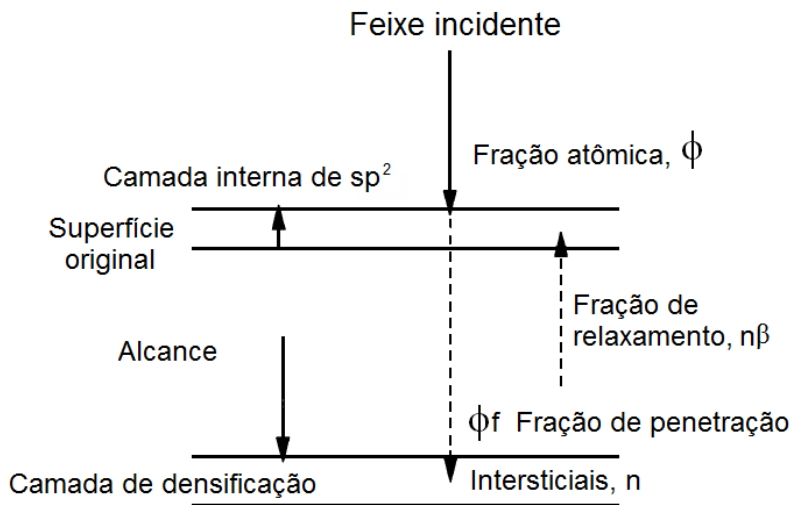 Feixe incidente
Fração atômica, ϕ
Camada interna de sp²
Superfície
original
Fração de
relaxamento, nβ
Alcance
ϕf Fração de penetração
Camada de densificação
Intersticiais, n